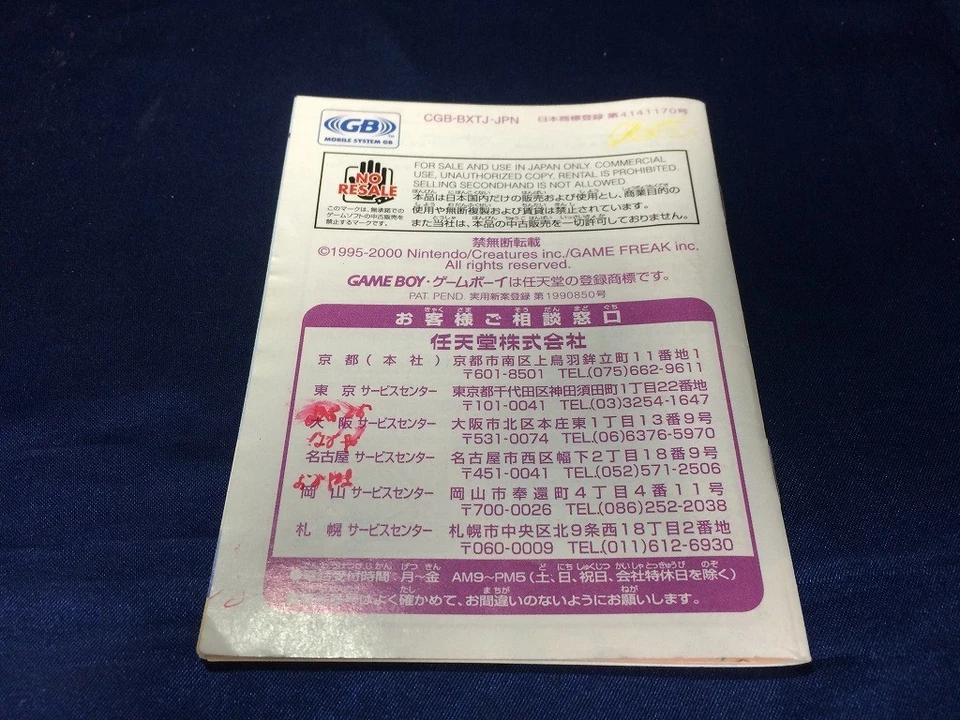 GB TM
MOBILE SYSTEM GB
CGB-BXTJ-JPN 日本商標登録 第4141170号
NO
RESALE
このマークは、無承諾での
ゲームソフトの中古販売を
禁止するマークです。
FOR SALE AND USE IN JAPAN ONLY. COMMERCIAL
USE, UNAUTHORIZED COPY, RENTAL IS PROHIBITED.
SELLING SECONDHAND IS NOT ALLOWED
本品は日本国内だけの販売および使用とし、商業目的の
使用や無断複製および賃貸は禁止されています。
また当社は、本品の中古販売を一切許可しておりません。
禁無断転載
©1995-2000 Nintendo/Creatures inc./GAME FREAK inc.
All rights reserved.
GAME BOY・ゲームボーイは任天堂の登録商標です。
PAT. PEND. 実用新案登録 第1990850号
お客様ご相談窓口
任天堂株式会社
京都(本社) 京都市南区上鳥羽鉾立町11番地1
〒601-8501 TEL.(075)662-9611
東京サービスセンター 東京都千代田区神田須田町1丁目22番地
〒101-0041 TEL.(03)3254-1647
大阪サービスセンター 大阪市北区本庄東1丁目13番9号
〒531-0074 TEL.(06)6376-5970
名古屋サービスセンター 名古屋市西区幅下2丁目18番9号
〒451-0041 TEL.(052)571-2506
岡山サービスセンター 岡山市奉還町4丁目4番11号
〒700-0026 TEL.(086)252-2038
札幌サービスセンター 札幌市中央区北9条西18丁目2番地
〒060-0009 TEL.(011)612-6930
受付時間：月～金 AM9～PM5(土、日、祝日、会社特休日を除く)
よく確かめて、お間違いのないようにお願いします。